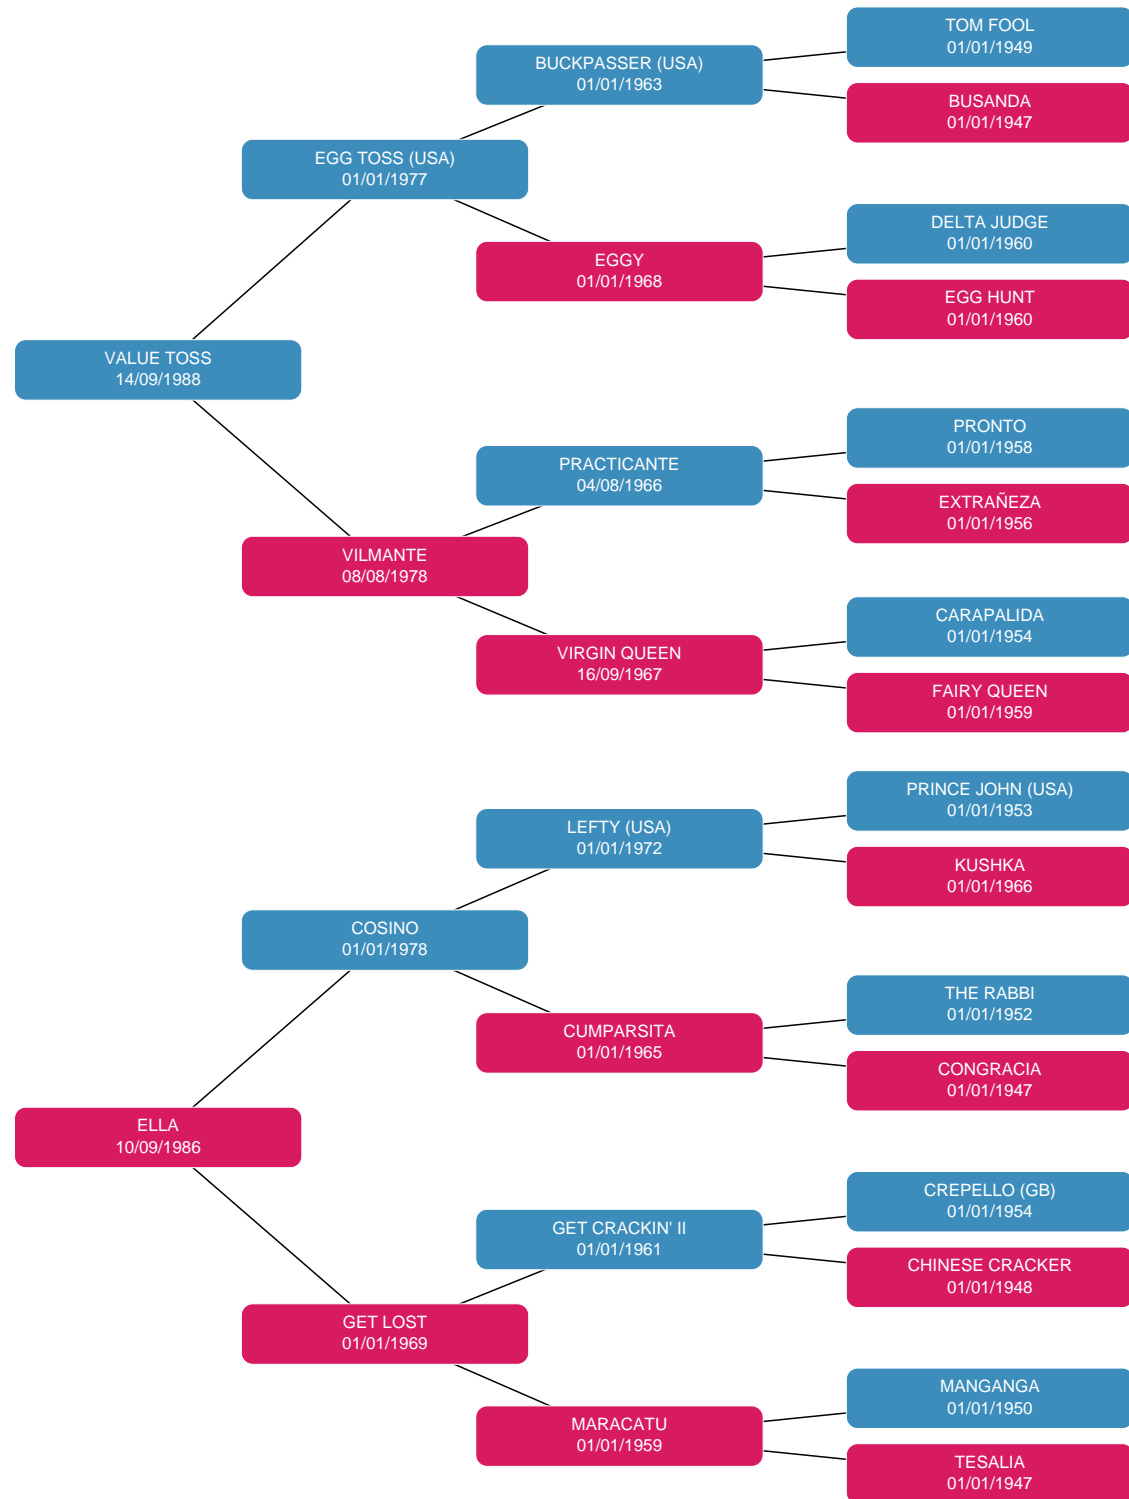 TOM FOOL
01/01/1949
BUCKPASSER (USA)
01/01/1963
BUSANDA
01/01/1947
EGG TOSS (USA)
01/01/1977
DELTA JUDGE
01/01/1960
EGGY
01/01/1968
EGG HUNT
01/01/1960
VALUE TOSS
14/09/1988
PRONTO
01/01/1958
PRACTICANTE
04/08/1966
EXTRAÑEZA
01/01/1956
VILMANTE
08/08/1978
CARAPALIDA
01/01/1954
VIRGIN QUEEN
16/09/1967
FAIRY QUEEN
01/01/1959
PRINCE JOHN (USA)
01/01/1953
LEFTY (USA)
01/01/1972
KUSHKA
01/01/1966
COSINO
01/01/1978
THE RABBI
01/01/1952
CUMPARSITA
01/01/1965
CONGRACIA
01/01/1947
ELLA
10/09/1986
CREPELLO (GB)
01/01/1954
GET CRACKIN' II
01/01/1961
CHINESE CRACKER
01/01/1948
GET LOST
01/01/1969
MANGANGA
01/01/1950
MARACATU
01/01/1959
TESALIA
01/01/1947